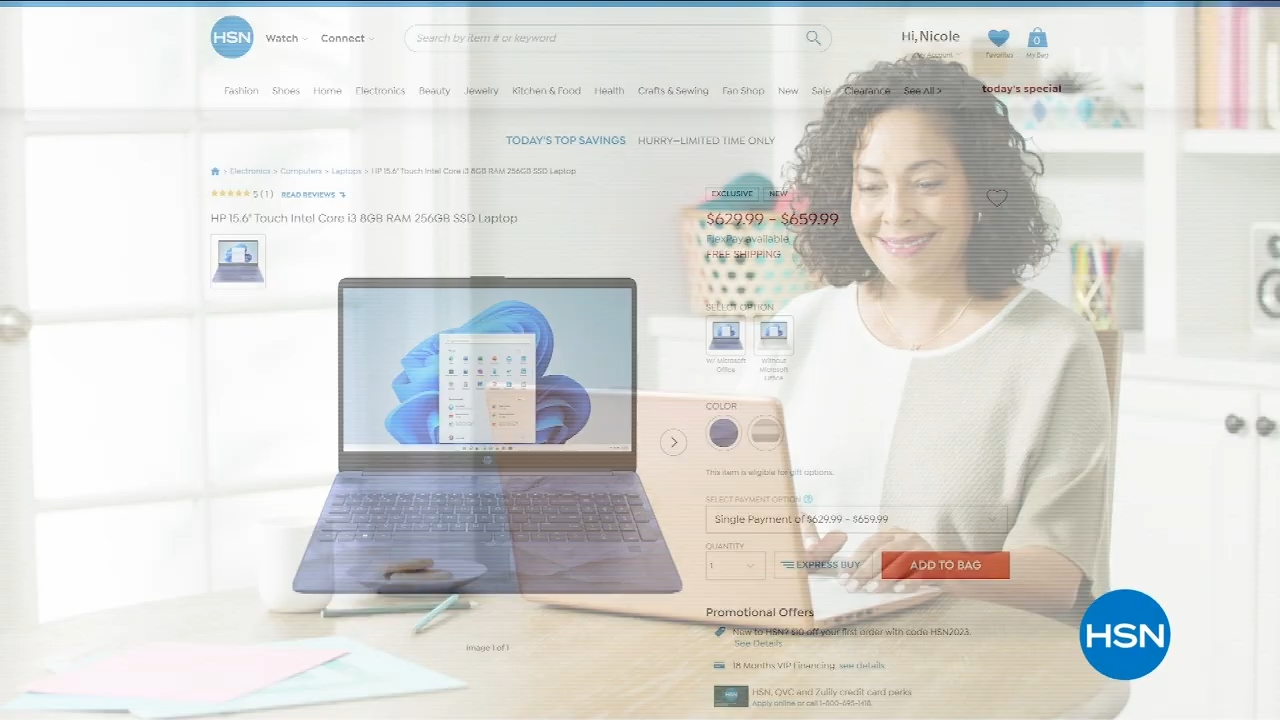 HSN Watch Connect Search by item # or keyword Hi, Nicole 0
My Account Favorites My Bag
Fashion Shoes Home Electronics Beauty Jewelry Kitchen & Food Health Crafts & Sewing Fan Shop New Sale Clearance See All > today's special
TODAY'S TOP SAVINGS HURRY—LIMITED TIME ONLY
> Electronics > Computers > Laptops > HP 15.6" Touch Intel Core i3 8GB RAM 256GB SSD Laptop
5 (1) READ REVIEWS
HP 15.6" Touch Intel Core i3 8GB RAM 256GB SSD Laptop
EXCLUSIVE NEW
$629.99 - $659.99
FlexPay available
FREE SHIPPING
SELECT OPTION
W/ Microsoft Office
Without Microsoft Office
COLOR
This item is eligible for gift options.
SELECT PAYMENT OPTION
Single Payment of $629.99 - $659.99
QUANTITY
1 EXPRESS BUY ADD TO BAG
Promotional Offers
New to HSN? $10 off your first order with code HSN2023.
See Details
Image 1 of 1
18 Months VIP Financing. see details
HSN, QVC and Zulily credit card perks
Apply online or call 1-800-695-1418.
HSN